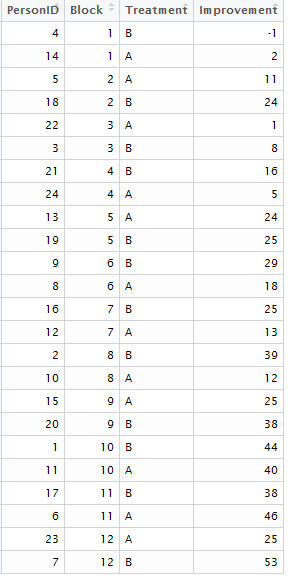 PersonID Block Treatment Improvement
4 1 B -1
14 1 A 2
5 2 A 11
18 2 B 24
22 3 A 1
3 3 B 8
21 4 B 16
24 4 A 5
13 5 A 24
19 5 B 25
9 6 B 29
8 6 A 18
16 7 B 25
12 7 A 13
2 8 B 39
10 8 A 12
15 9 A 25
20 9 B 38
1 10 B 44
11 10 A 40
17 11 B 38
6 11 A 46
23 12 A 25
7 12 B 53